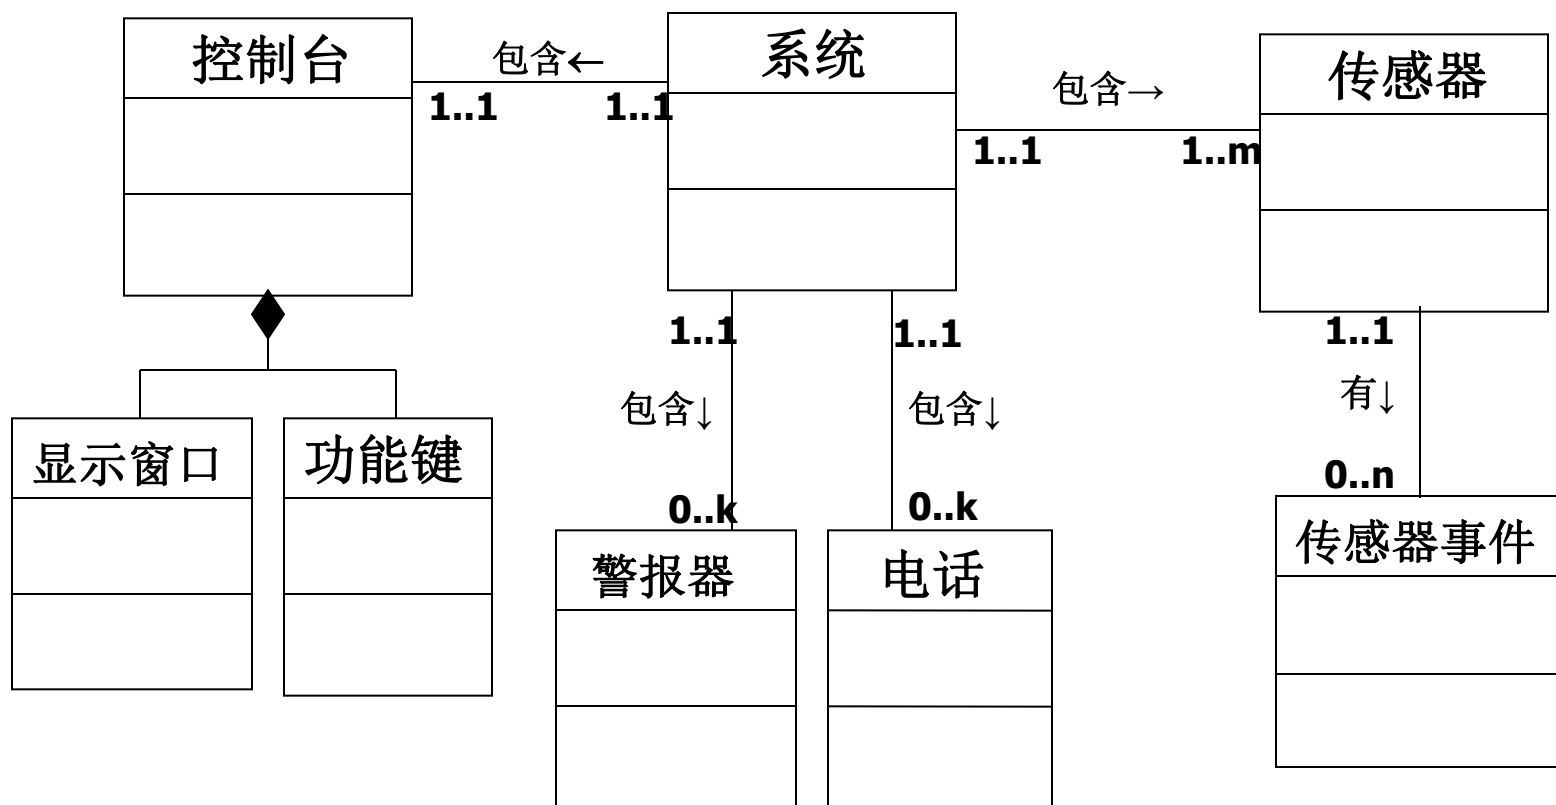 控制台
包含←
1..1
1..1
系统
包含→
1..1
1..m
传感器
1..1
包含↓
0..k
1..1
包含↓
0..k
1..1
有↓
0..n
显示窗口
功能键
警报器
电话
传感器事件